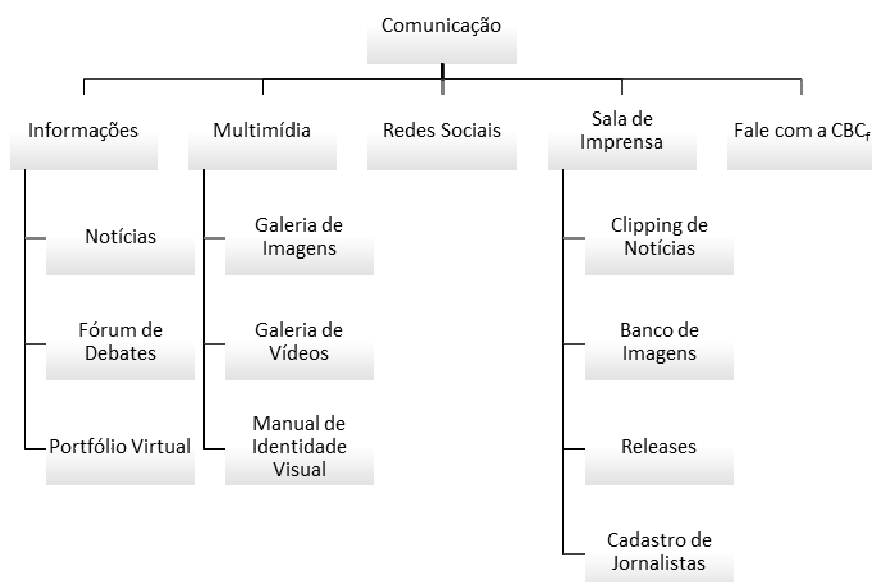 Comunicação
Informações
Multimídia
Redes Sociais
Sala de
Imprensa
Fale com a CBCf
Notícias
Fórum de
Debates
Portfólio Virtual
Galeria de
Imagens
Galeria de
Vídeos
Manual de
Identidade
Visual
Clipping de
Notícias
Banco de
Imagens
Releases
Cadastro de
Jornalistas